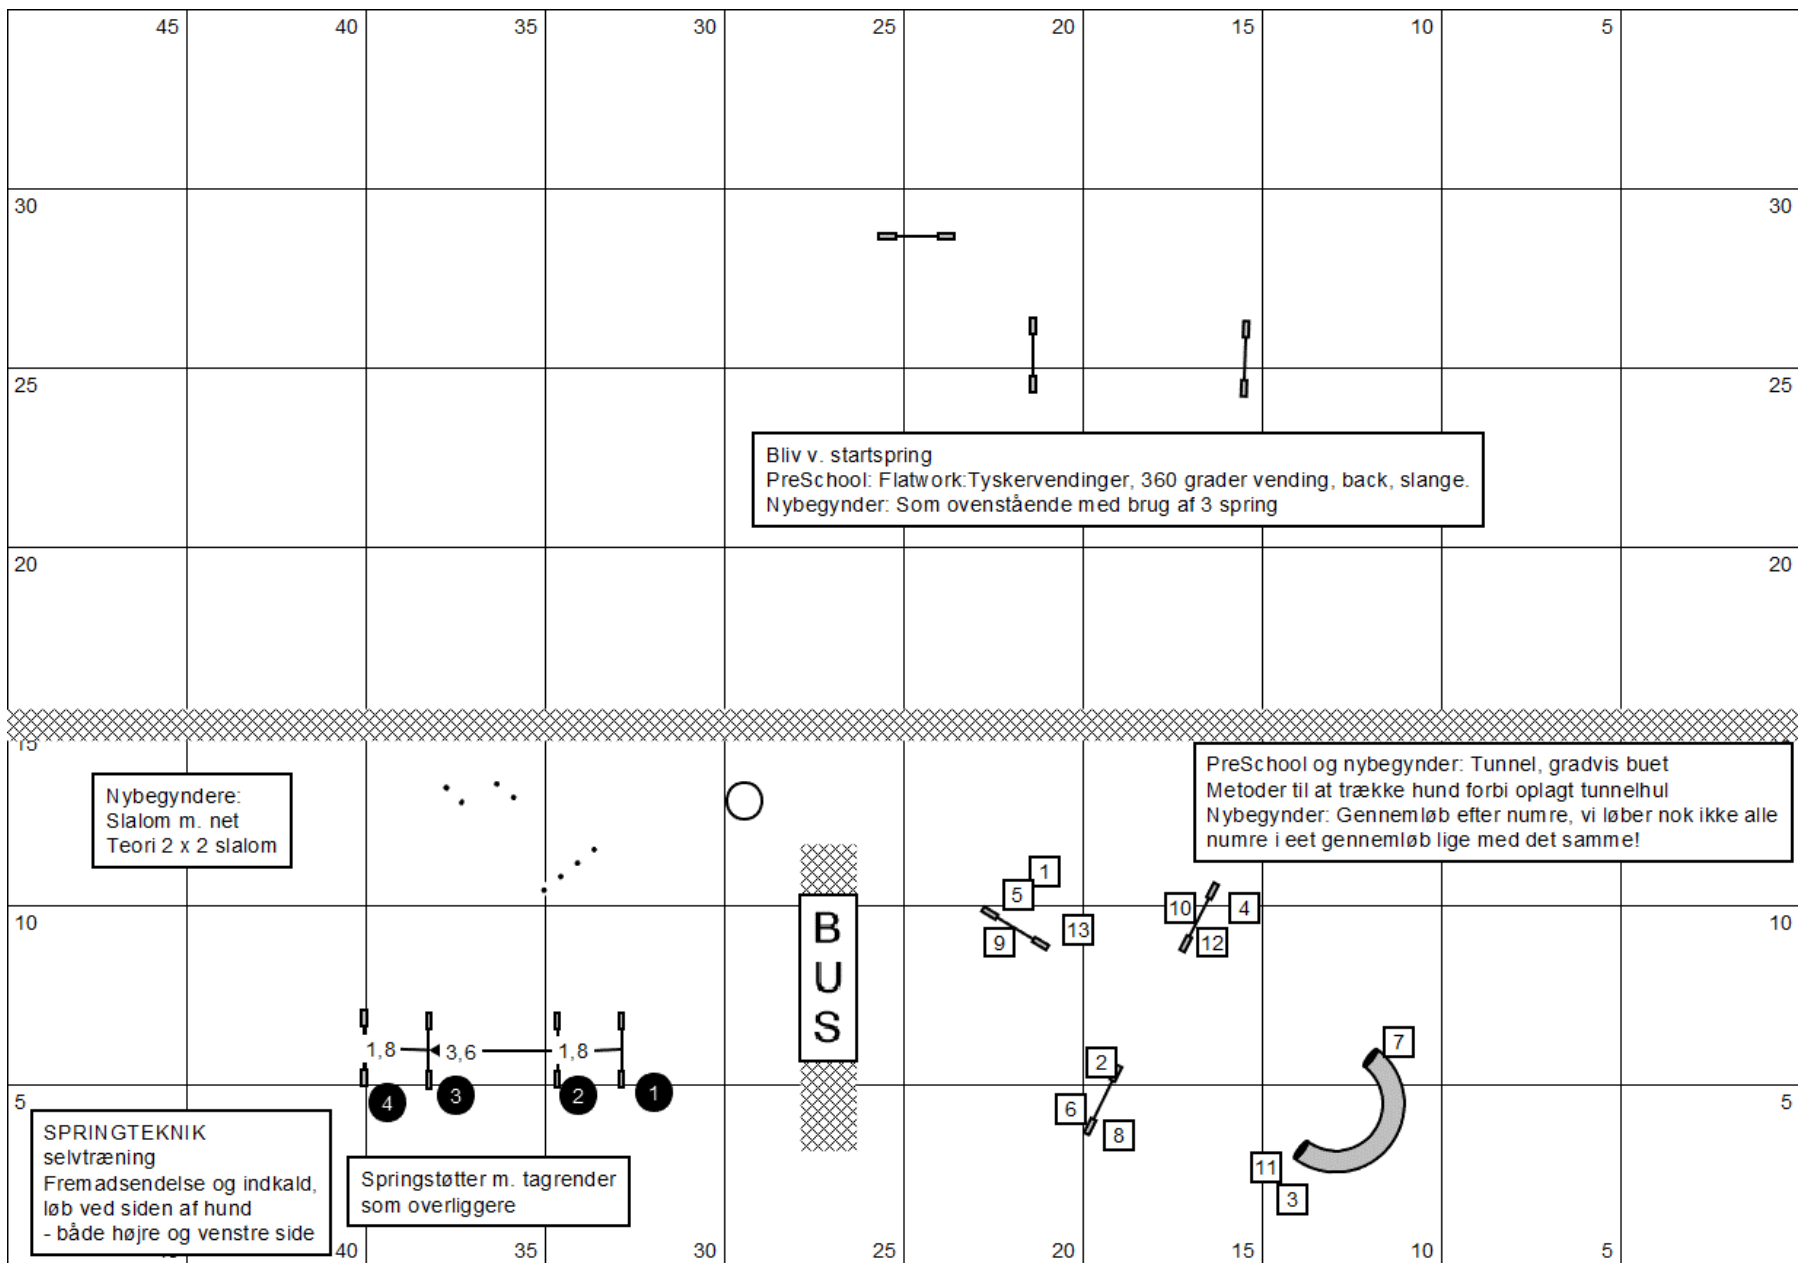 45 40 35 30 25 20 15 10 5
30 30
25 25
Bliv v. startspring
PreSchool: Flatwork:Tyskervendinger, 360 grader vending, back, slange.
Nybegynder: Som ovenstående med brug af 3 spring
20 20
15
PreSchool og nybegynder: Tunnel, gradvis buet
Metoder til at trække hund forbi oplagt tunnelhul
Nybegynder: Gennemløb efter numre, vi løber nok ikke alle
numre i eet gennemløb lige med det samme!
Nybegyndere:
Slalom m. net
Teori 2 x 2 slalom
1
5
10 4
13
9 12
10 10
B
U
S
1,8 3,6 1,8
4 3 2 1
2
7
6
8
11
3
5 5
SPRINGTEKNIK
selvtræning
Fremadsendelse og indkald,
løb ved siden af hund
- både højre og venstre side
Springstøtter m. tagrender
som overliggere
40 35 30 25 20 15 10 5